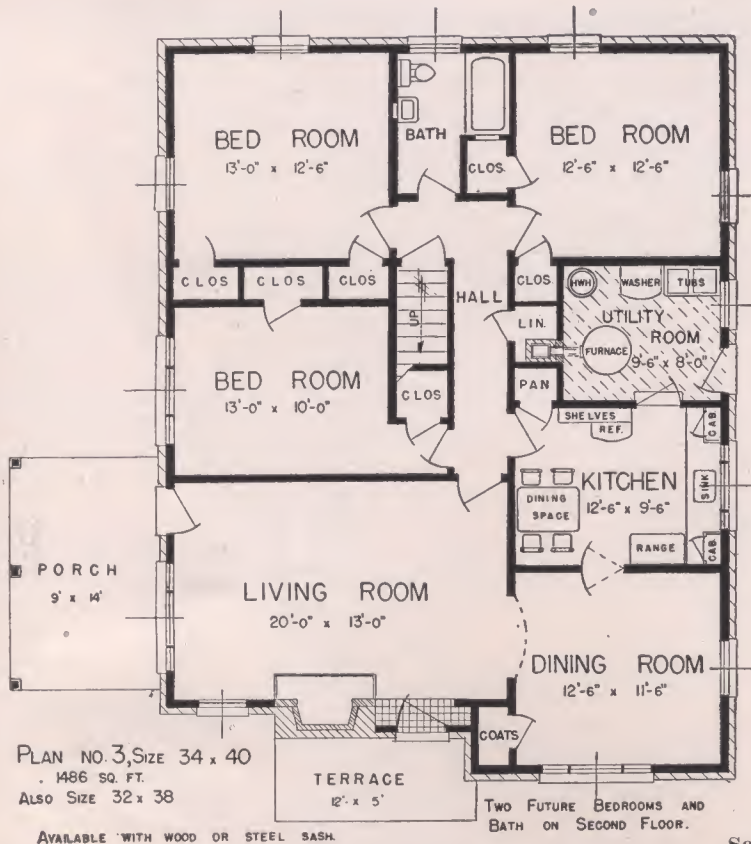 BED ROOM
13'-0" x 12'-6"
BATH
CLOS.
BED ROOM
12'-6" x 12'-6"
CLOS
CLOS
CLOS
UP
HALL
CLOS.
HWH
WASHER
TUBS
UTILITY
ROOM
9'-6" x 8'-0"
LIN.
FURNACE
BED ROOM
13'-0" x 10'-0"
CLOS
PAN
SHELVES
REF.
CAB.
KITCHEN
12'-6" x 9'-6"
DINING
SPACE
SINK
RANGE
CAB.
PORCH
9' x 14'
LIVING ROOM
20'-0" x 13'-0"
DINING ROOM
12'-6" x 11'-6"
COATS
TERRACE
12' x 5'
PLAN NO. 3, SIZE 34 x 40
1486 SQ. FT.
ALSO SIZE 32 x 38
AVAILABLE WITH WOOD OR STEEL SASH.
TWO FUTURE BEDROOMS AND
BATH ON SECOND FLOOR.